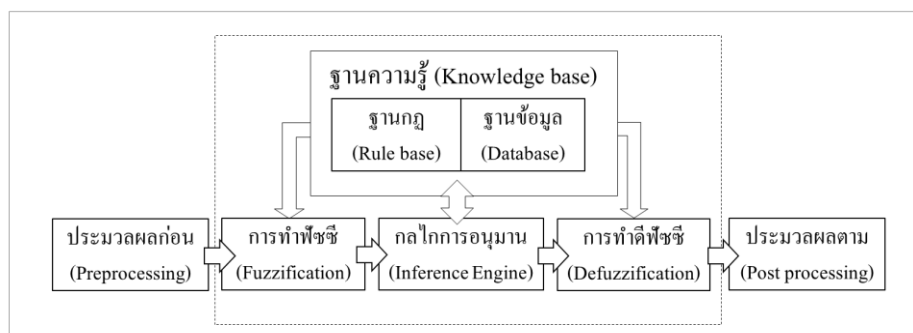 ฐานความรู้ (Knowledge base)
ฐานกฎ
(Rule base)
ฐานข้อมูล
(Database)
ประมวลผลก่อน
(Preprocessing)
การทำฟัซซี
(Fuzzification)
กลไกการอนุมาน
(Inference Engine)
การทำดีฟัซซี
(Defuzzification)
ประมวลผลตาม
(Post processing)